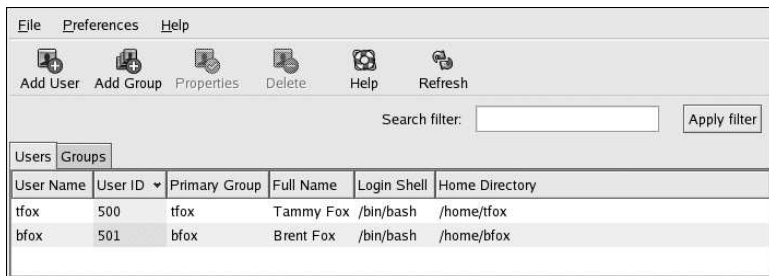 File Preferences Help
Add User Add Group Properties Delete Help Refresh
Search filter: Apply filter
Users Groups
User Name User ID Primary Group Full Name Login Shell Home Directory
tfox 500 tfox Tammy Fox /bin/bash /home/tfox
bfox 501 bfox Brent Fox /bin/bash /home/bfox